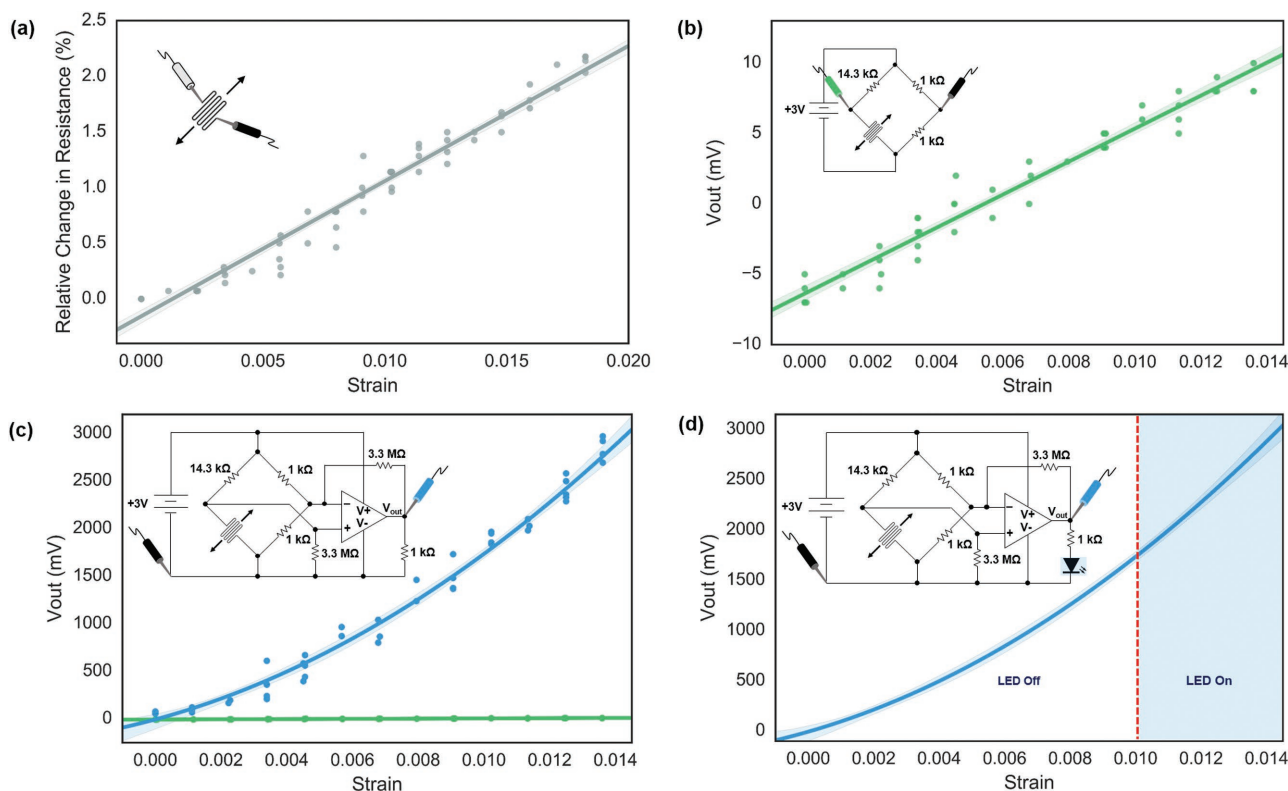 (a)
Relative Change in Resistance (%)
2.5
2.0
1.5
1.0
0.5
0.0
0.000 0.005 0.010 0.015 0.020
Strain
(b)
Vout (mV)
10
5
0
−5
−10
+3V
14.3 kΩ
1 kΩ
1 kΩ
0.000 0.002 0.004 0.006 0.008 0.010 0.012 0.014
Strain
(c)
Vout (mV)
3000
2500
2000
1500
1000
500
0
+3V
14.3 kΩ
1 kΩ
1 kΩ
3.3 MΩ
−
+
V+
V-
Vout
3.3 MΩ
1 kΩ
0.000 0.002 0.004 0.006 0.008 0.010 0.012 0.014
Strain
(d)
Vout (mV)
3000
2500
2000
1500
1000
500
0
+3V
14.3 kΩ
1 kΩ
1 kΩ
3.3 MΩ
−
+
V+
V-
Vout
3.3 MΩ
1 kΩ
LED Off
LED On
0.000 0.002 0.004 0.006 0.008 0.010 0.012 0.014
Strain